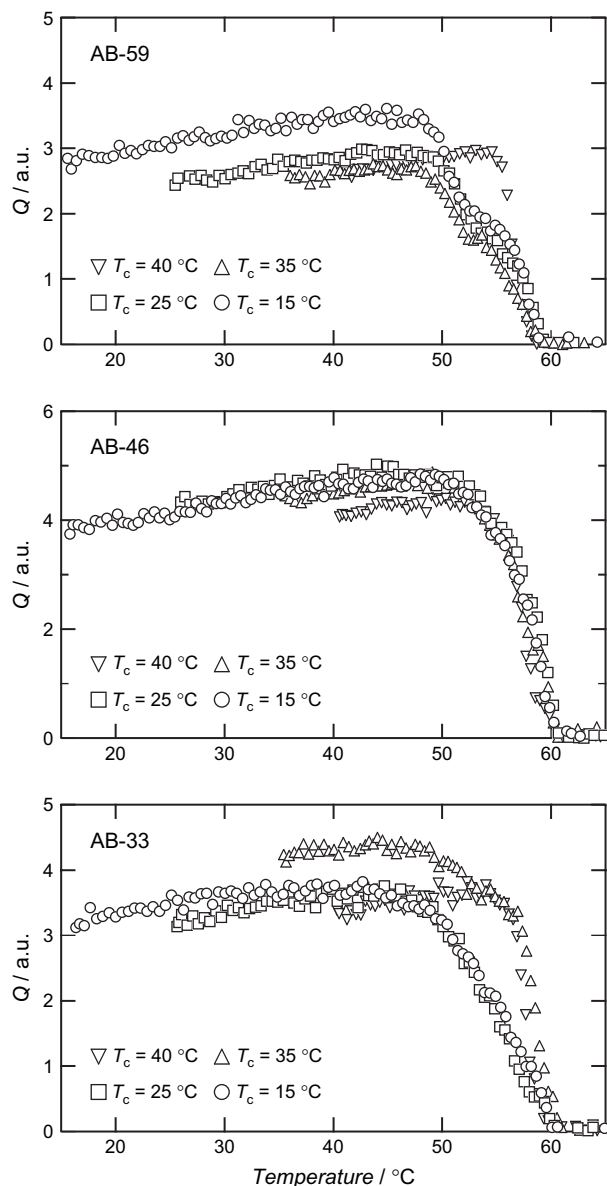 5
AB-59
4
3
Q / a.u.
2
▽ Tc = 40 °C △ Tc = 35 °C
1
□ Tc = 25 °C ○ Tc = 15 °C
0
20 30 40 50 60
6
AB-46
4
Q / a.u.
2
▽ Tc = 40 °C △ Tc = 35 °C
□ Tc = 25 °C ○ Tc = 15 °C
0
20 30 40 50 60
5
AB-33
4
3
Q / a.u.
2
▽ Tc = 40 °C △ Tc = 35 °C
1
□ Tc = 25 °C ○ Tc = 15 °C
0
20 30 40 50 60
Temperature / °C